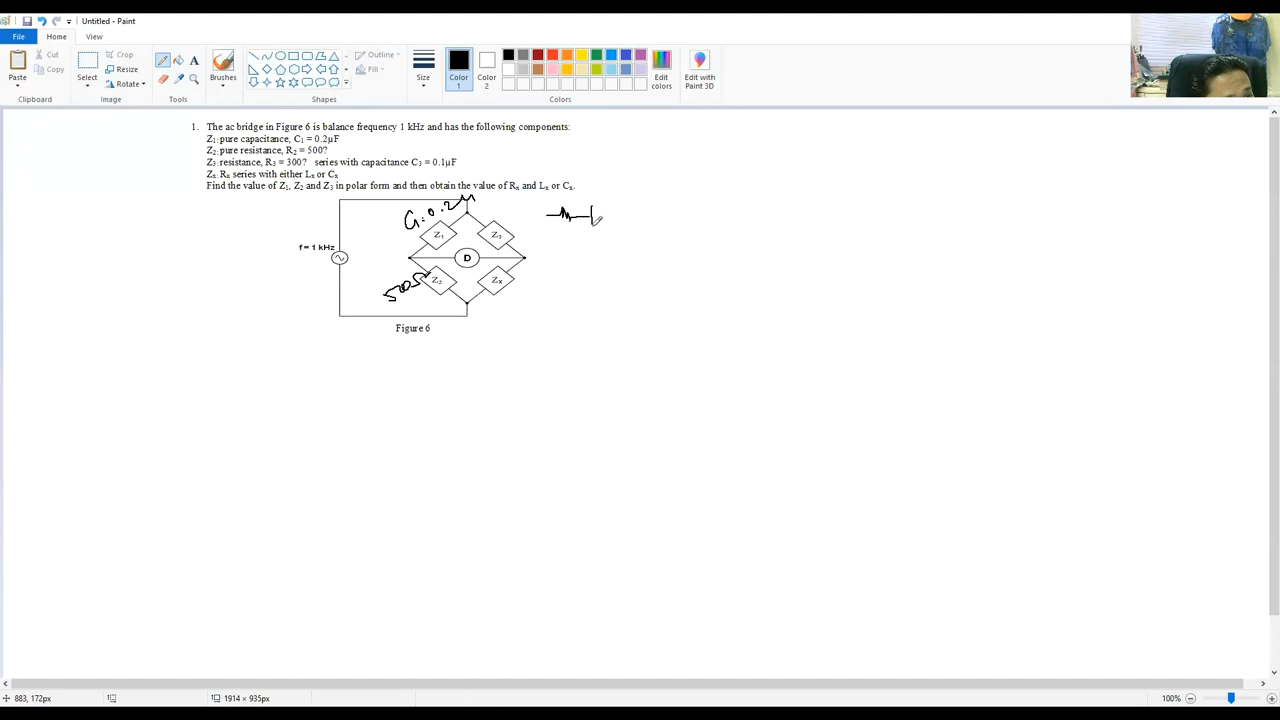 Untitled - Paint
File Home View
Cut
Copy
Paste
Clipboard
Crop
Resize
Rotate
Select
Image
A
Tools
Brushes
Outline
Fill
Shapes
Size
Color 1
Color 2
Edit colors
Colors
Edit with Paint 3D
1. The ac bridge in Figure 6 is balance frequency 1 kHz and has the following components:
Z1: pure capacitance, C1 = 0.2µF
Z2: pure resistance, R2 = 500?
Z3: resistance, R3 = 300? series with capacitance C3 = 0.1µF
Zx: Rx series with either Lx or Cx
Find the value of Z1, Z2 and Z3 in polar form and then obtain the value of Rx and Lx or Cx.
C1=0.2µ
Z1
Z3
f = 1 kHz
D
500Ω
Z2
Zx
Figure 6
883, 172px
1914 × 935px
100%